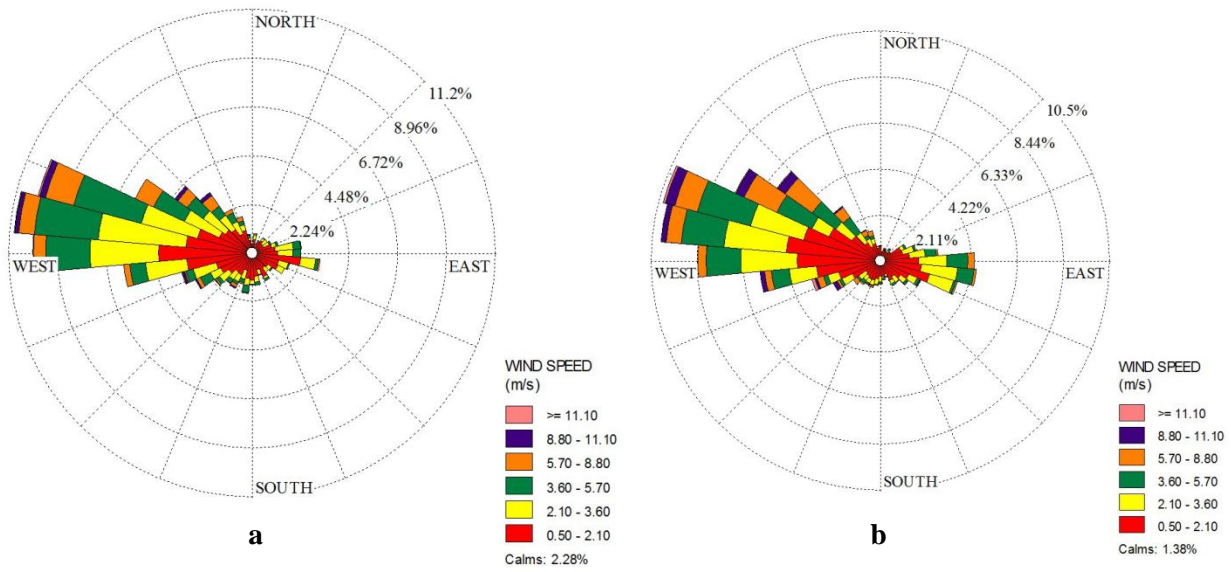 NORTH
11.2%
8.96%
6.72%
4.48%
2.24%
WEST
EAST
SOUTH
WIND SPEED
(m/s)
>= 11.10
8.80 - 11.10
5.70 - 8.80
3.60 - 5.70
2.10 - 3.60
0.50 - 2.10
Calms: 2.28%
a
NORTH
10.5%
8.44%
6.33%
4.22%
2.11%
WEST
EAST
SOUTH
WIND SPEED
(m/s)
>= 11.10
8.80 - 11.10
5.70 - 8.80
3.60 - 5.70
2.10 - 3.60
0.50 - 2.10
Calms: 1.38%
b